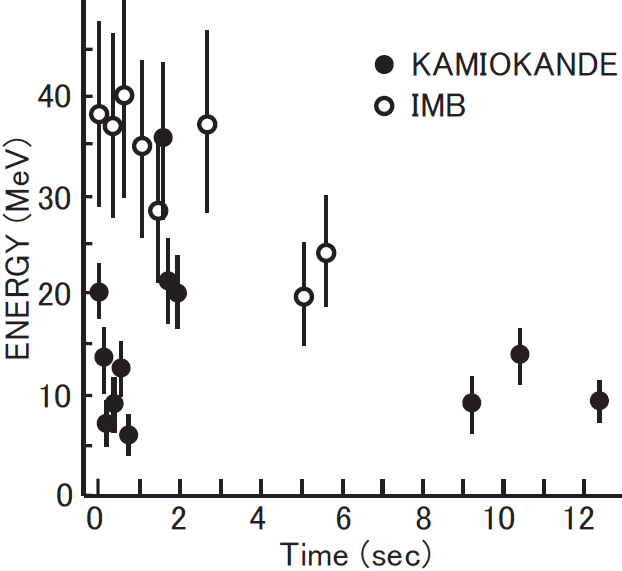 KAMIOKANDE
IMB
ENERGY (MeV)
40
30
20
10
0
0 2 4 6 8 10 12
Time (sec)